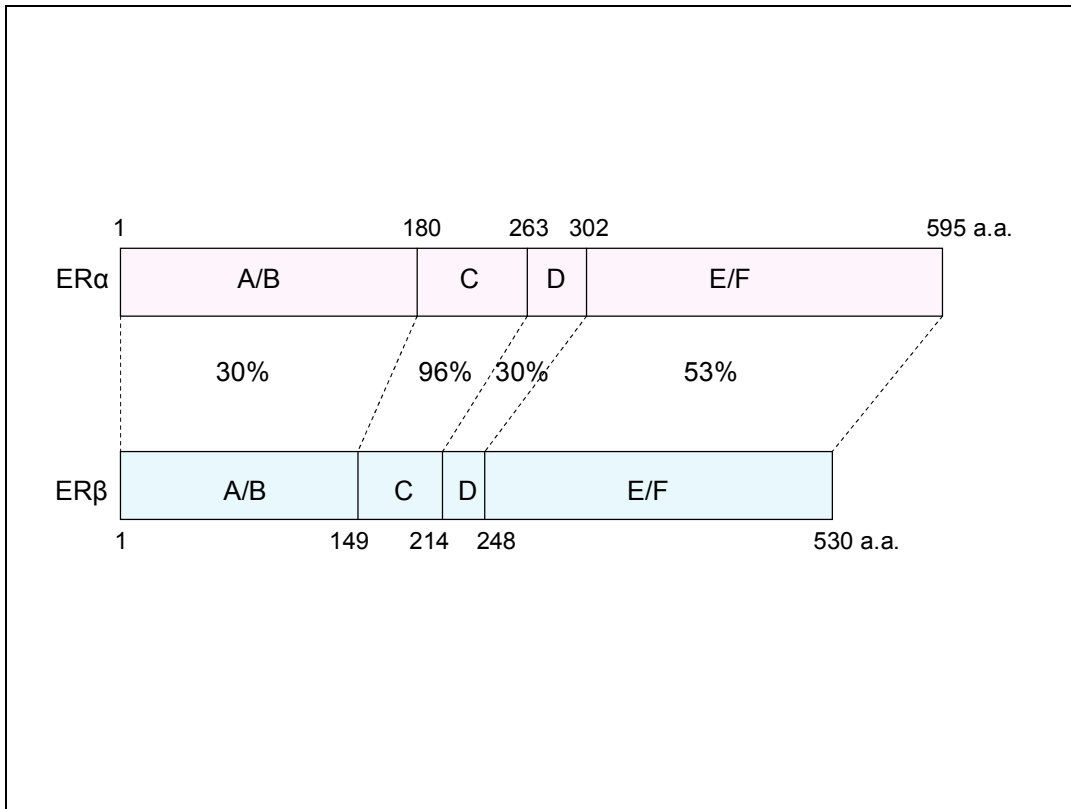 1 180 263 302 595 a.a.
ERα A/B C D E/F
30% 96% 30% 53%
ERβ A/B C D E/F
1 149 214 248 530 a.a.